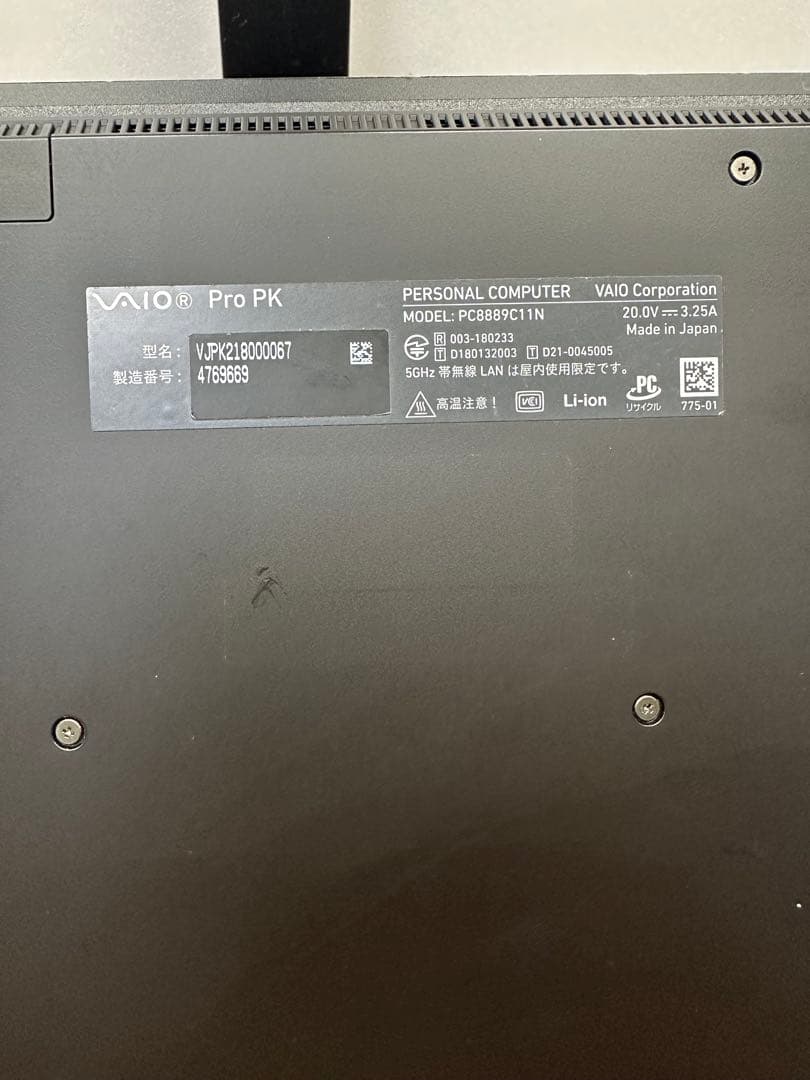 VAIO® Pro PK
型名: VJPK218000067
製造番号: 4769669
PERSONAL COMPUTER VAIO Corporation
MODEL: PC8889C11N 20.0V⎓3.25A
Made in Japan
R 003-180233
T D180132003 T D21-0045005
5GHz 帯無線 LAN は屋内使用限定です。
高温注意! VCI Li-ion PC
リサイクル 775-01